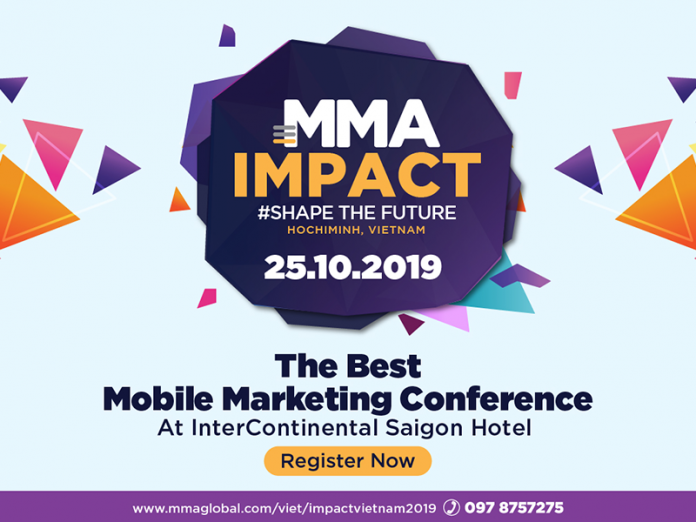 MMA
IMPACT
#SHAPE THE FUTURE
HOCHIMINH, VIETNAM
25.10.2019
The Best
Mobile Marketing Conference
At InterContinental Saigon Hotel
Register Now
www.mmaglobal.com/viet/impactvietnam2019 097 8757275